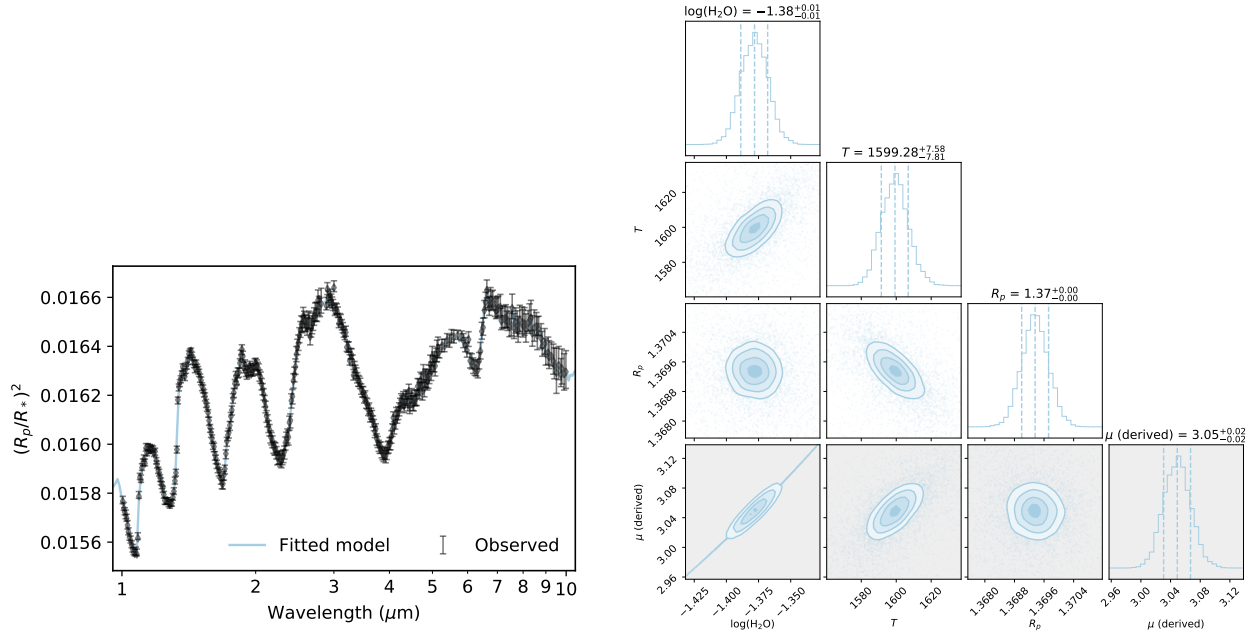 0.0166
0.0164
0.0162
0.0160
0.0158
0.0156
(R_p/R_*)^2
1 2 3 4 5 6 7 8 9 10
Wavelength (μm)
Fitted model
Observed
log(H2O) = −1.38^{+0.01}_{−0.01}
T = 1599.28^{+7.58}_{−7.81}
1620
1600
1580
T
R_p = 1.37^{+0.00}_{−0.00}
1.3704
1.3696
1.3688
1.3680
R_p
μ (derived) = 3.05^{+0.02}_{−0.02}
3.12
3.08
3.04
3.00
2.96
μ (derived)
−1.425 −1.400 −1.375 −1.350
log(H2O)
1580 1600 1620
T
1.3680 1.3688 1.3696 1.3704
R_p
2.96 3.00 3.04 3.08 3.12
μ (derived)